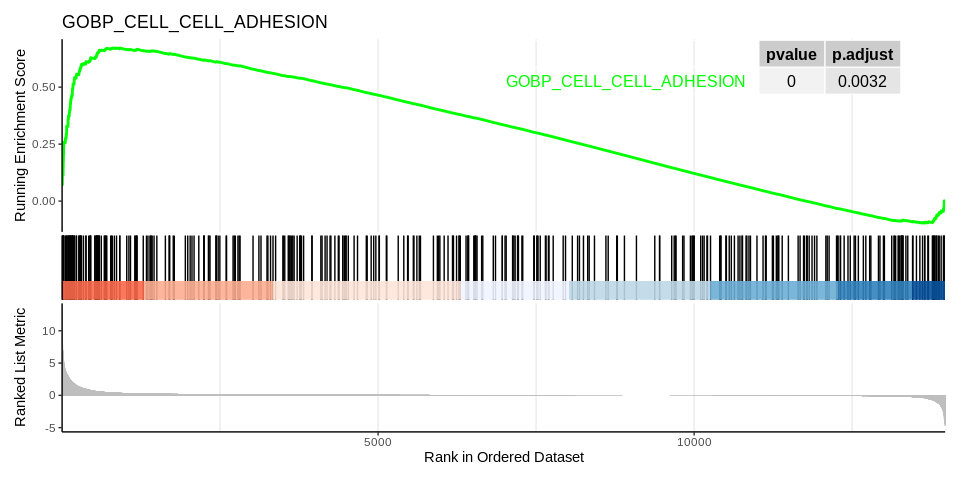 GOBP_CELL_CELL_ADHESION
Running Enrichment Score
0.50
0.25
0.00
GOBP_CELL_CELL_ADHESION
pvalue p.adjust
0 0.0032
Ranked List Metric
10
5
0
-5
5000 10000
Rank in Ordered Dataset